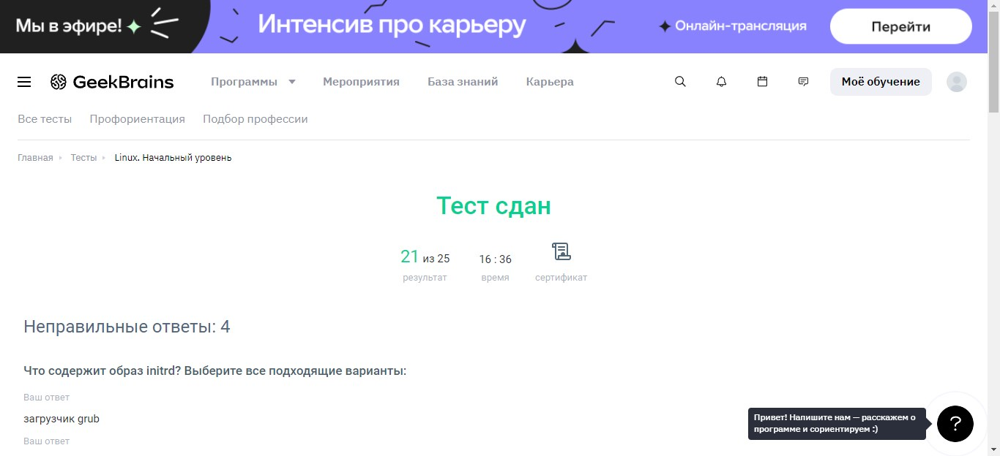 Мы в эфире!
Интенсив про карьеру
Онлайн-трансляция
Перейти
GeekBrains
Программы
Мероприятия
База знаний
Карьера
Моё обучение
Все тесты
Профориентация
Подбор профессии
Главная
Тесты
Linux. Начальный уровень
Тест сдан
21 из 25
результат
16 : 36
время
сертификат
Неправильные ответы: 4
Что содержит образ initrd? Выберите все подходящие варианты:
Ваш ответ
загрузчик grub
Ваш ответ
Привет! Напишите нам — расскажем о
программе и сориентируем :)
?